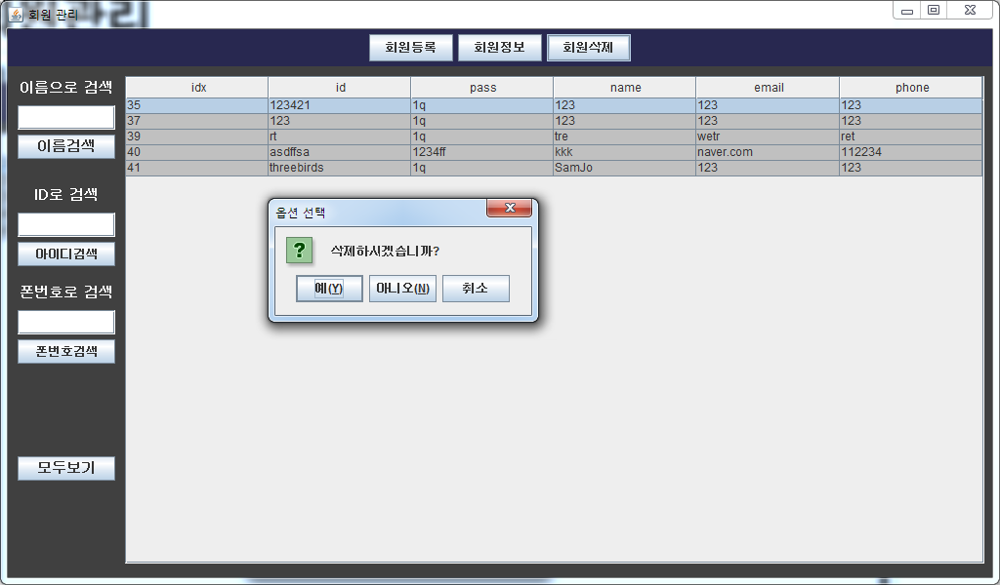 회원 관리
회원등록 회원정보 회원삭제
이름으로 검색
이름검색
ID로 검색
아이디검색
폰번호로 검색
폰번호검색
모두보기
idx id pass name email phone
35 123421 1q 123 123 123
37 123 1q 123 123 123
39 rt 1q tre wetr ret
40 asdffsa 1234ff kkk naver.com 112234
41 threebirds 1q SamJo 123 123
옵션 선택
삭제하시겠습니까?
예(Y) 아니오(N) 취소